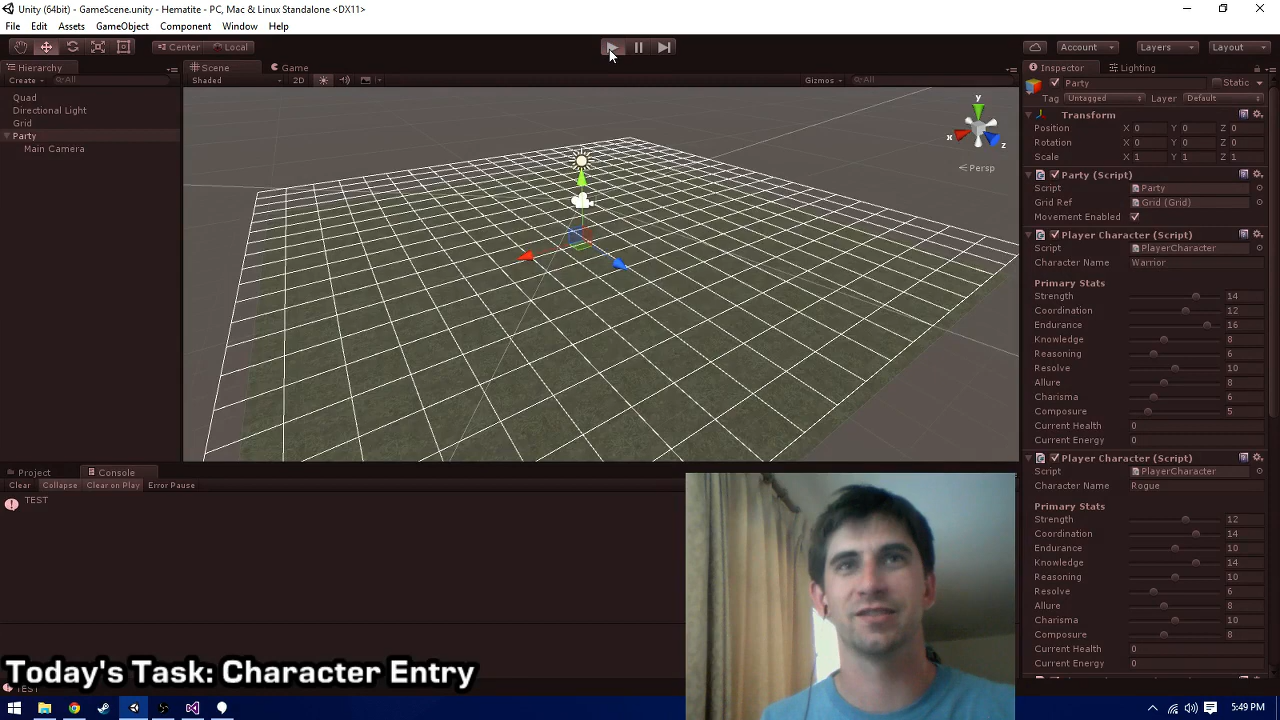 Unity (64bit) - GameScene.unity - Hematite - PC, Mac & Linux Standalone <DX11>
File Edit Assets GameObject Component Window Help
Center Local Account Layers Layout
Hierarchy Scene Game Inspector Lighting
Create All Shaded 2D Gizmos All
Party Static
Tag Untagged Layer Default
Quad
Directional Light
Grid
Party
Main Camera
y
x
z
Persp
Transform
Position X 0 Y 0 Z 0
Rotation X 0 Y 0 Z 0
Scale X 1 Y 1 Z 1
Party (Script)
Script Party
Grid Ref Grid (Grid)
Movement Enabled
Player Character (Script)
Script PlayerCharacter
Character Name Warrior
Primary Stats
Strength 14
Coordination 12
Endurance 16
Knowledge 8
Reasoning 6
Resolve 10
Allure 8
Charisma 6
Composure 5
Current Health 0
Current Energy 0
Player Character (Script)
Script PlayerCharacter
Character Name Rogue
Primary Stats
Strength 12
Coordination 14
Endurance 10
Knowledge 14
Reasoning 10
Resolve 6
Allure 8
Charisma 10
Composure 8
Current Health 0
Current Energy 0
Project Console
Clear Collapse Clear on Play Error Pause
TEST
Today's Task: Character Entry
TEST
5:49 PM